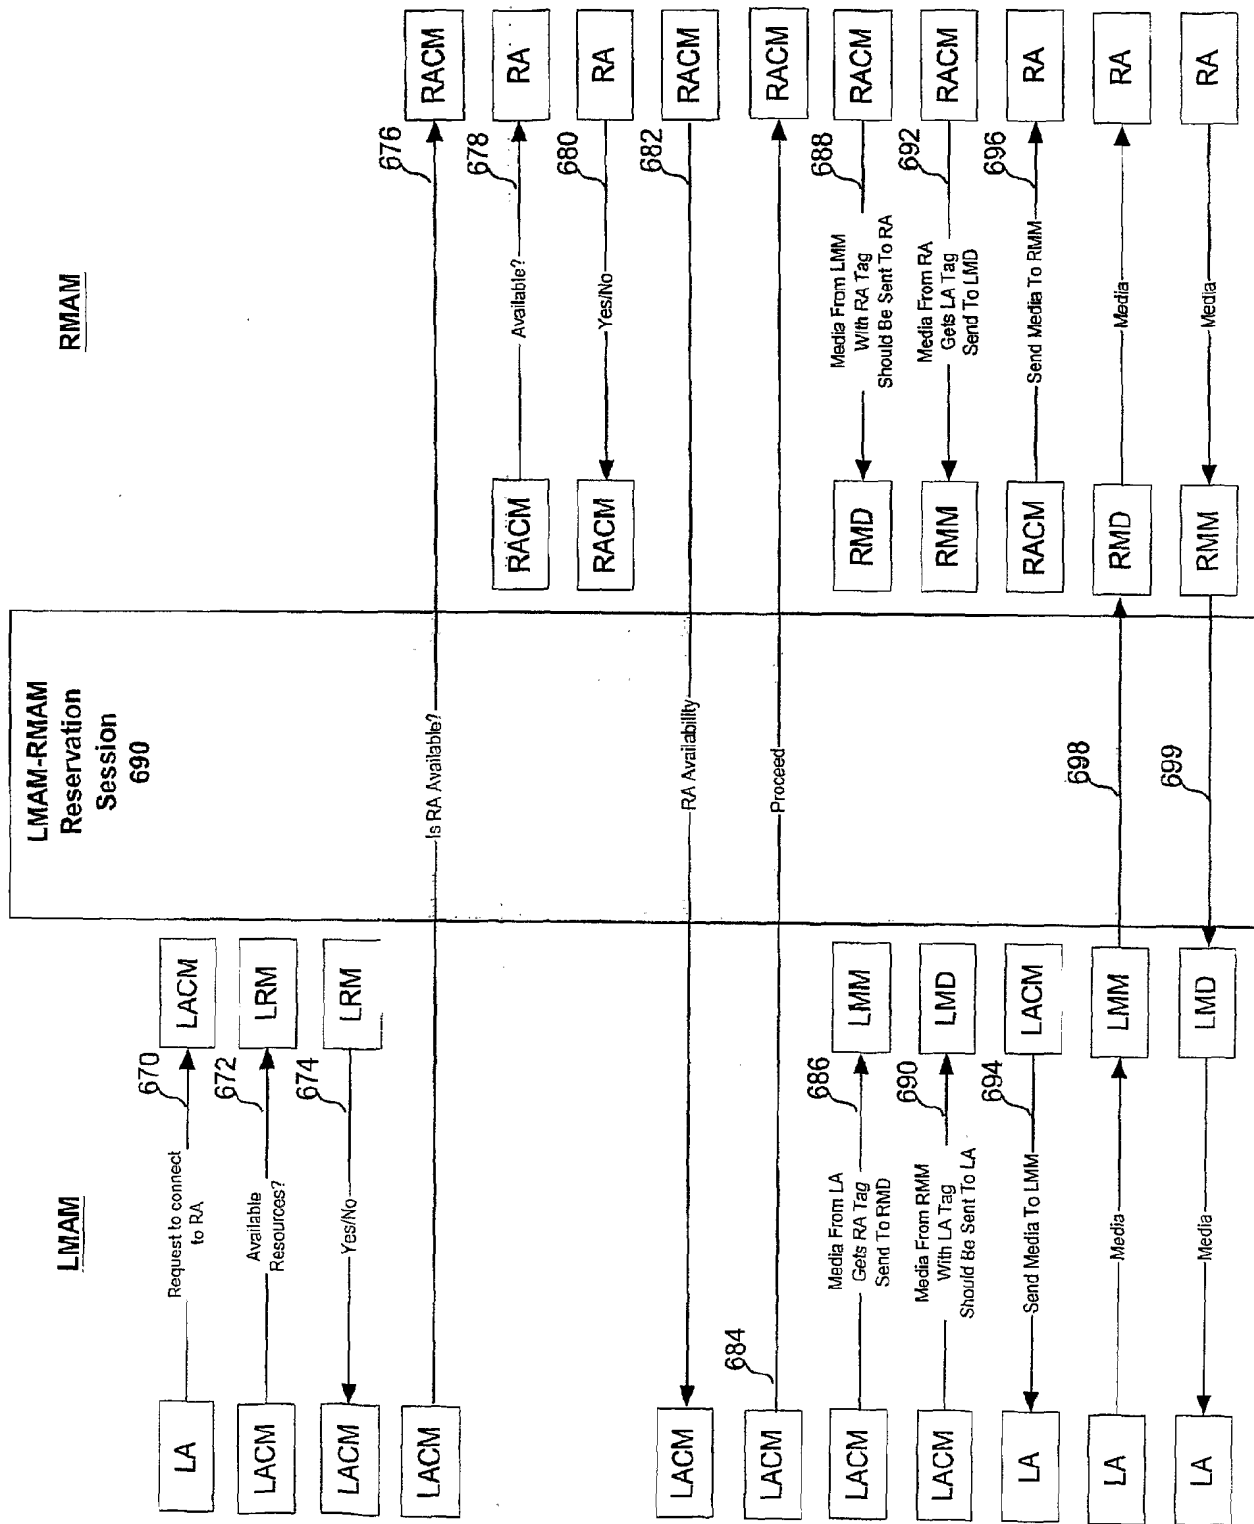 LMAM
LMAM-RMAM
Reservation
Session
690
RMAM
LA
Request to connect
to RA
670
LACM
LACM
Available
Resources?
672
LRM
LACM
Yes/No
674
LRM
LACM
Is RA Available?
676
RACM
RACM
Available?
678
RA
RACM
Yes/No
680
RA
LACM
RA Availability
682
RACM
LACM
684
Proceed
RACM
LACM
Media From LA
Gets RA Tag
Send To RMD
686
LMM
RMD
Media From LMM
With RA Tag
Should Be Sent To RA
688
RACM
LACM
Media From RMM
With LA Tag
Should Be Sent To LA
690
LMD
RMM
Media From RA
Gets LA Tag
Send To LMD
692
RACM
LA
Send Media To LMM
694
LACM
RACM
Send Media To RMM
696
RA
LA
Media
LMM
698
RMD
Media
RA
LA
Media
LMD
699
RMM
Media
RA